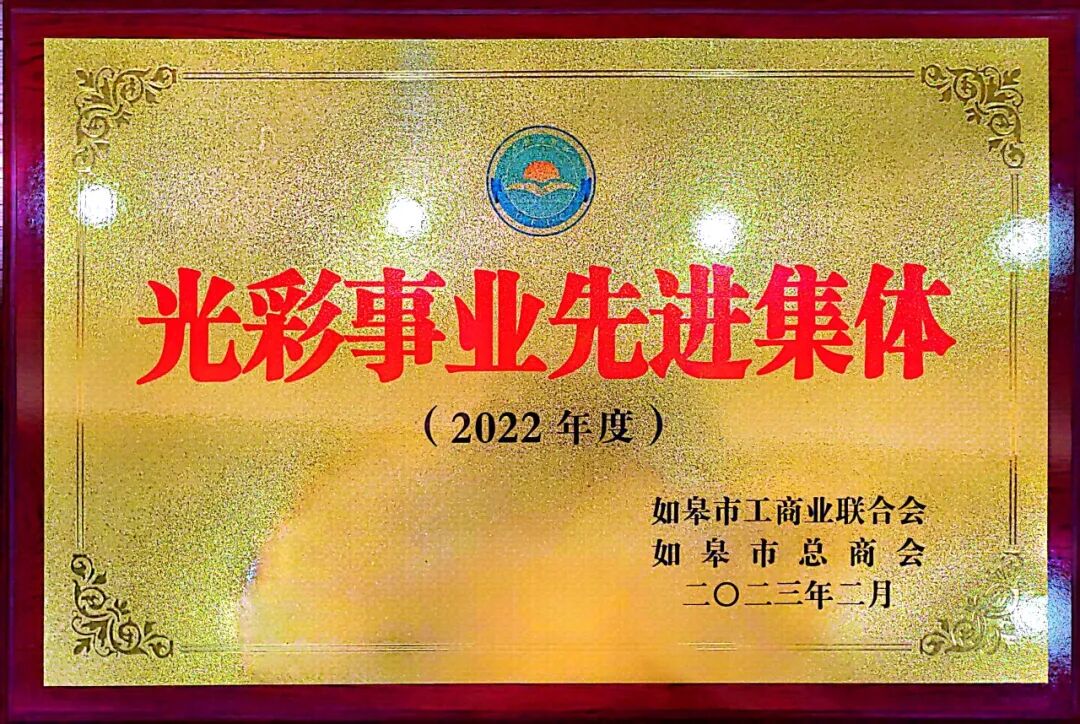 光彩事业先进集体
（2022年度）
如皋市工商业联合会
如皋市总商会
二〇二三年二月